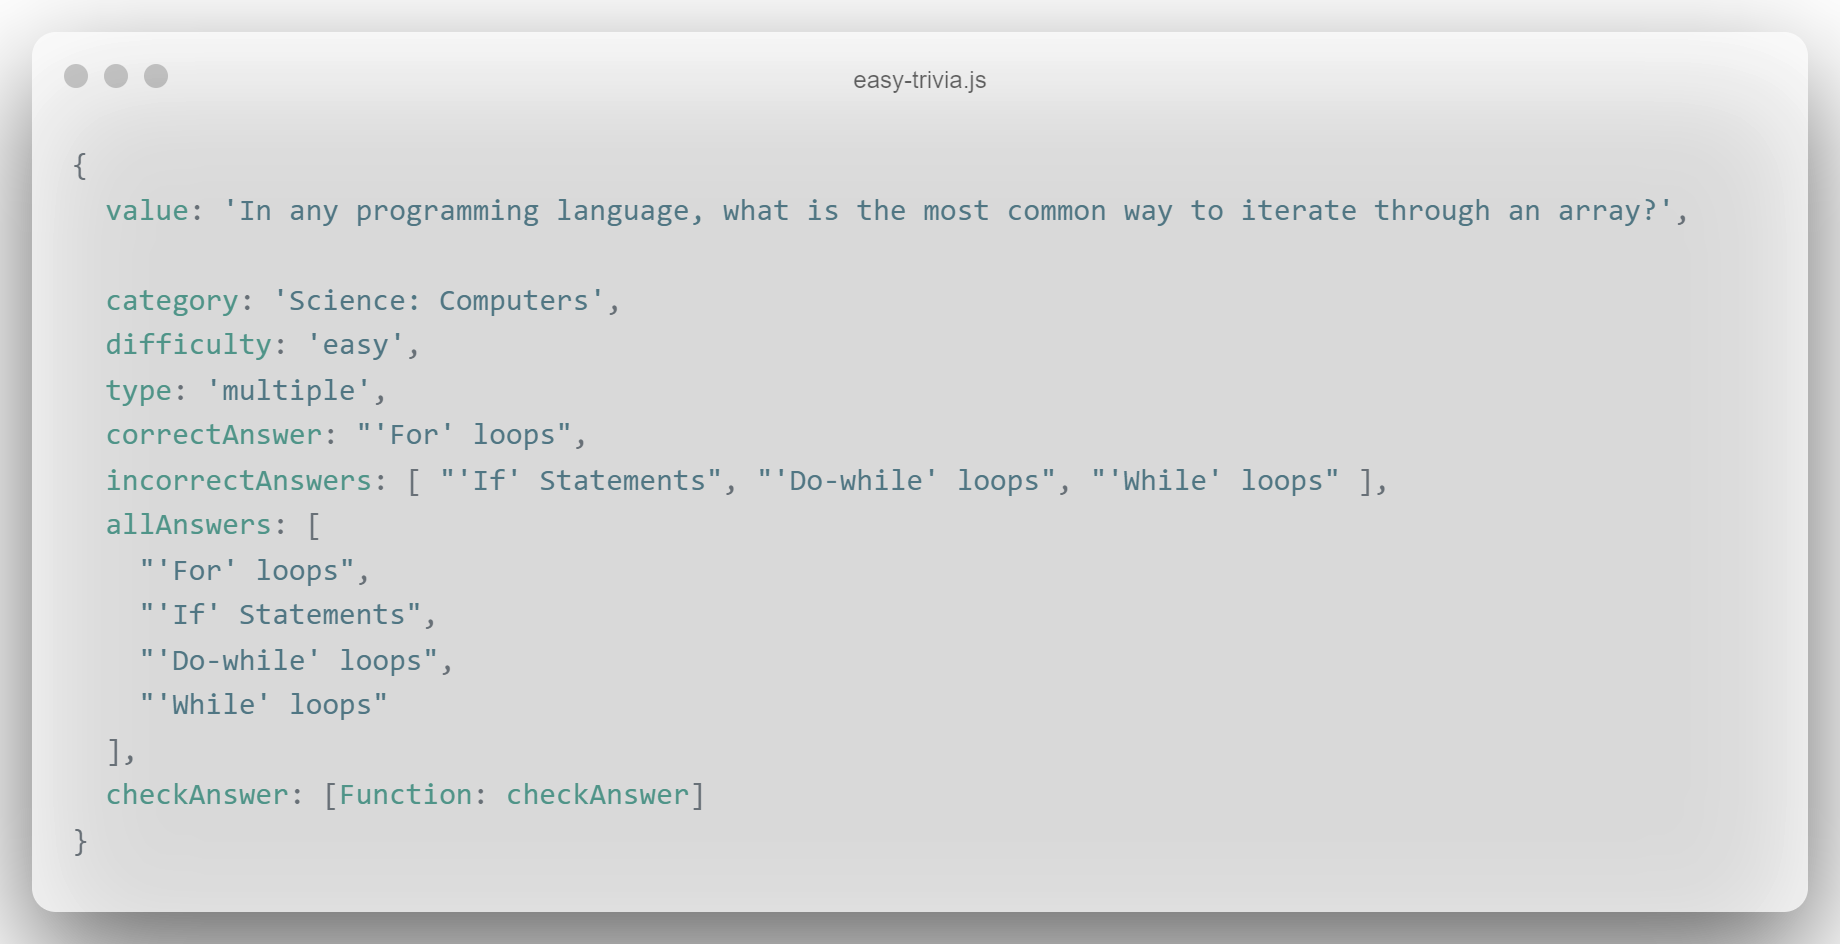 easy-trivia.js
{
  value: 'In any programming language, what is the most common way to iterate through an array?',
  category: 'Science: Computers',
  difficulty: 'easy',
  type: 'multiple',
  correctAnswer: "'For' loops",
  incorrectAnswers: [ "'If' Statements", "'Do-while' loops", "'While' loops" ],
  allAnswers: [
    "'For' loops",
    "'If' Statements",
    "'Do-while' loops",
    "'While' loops"
  ],
  checkAnswer: [Function: checkAnswer]
}